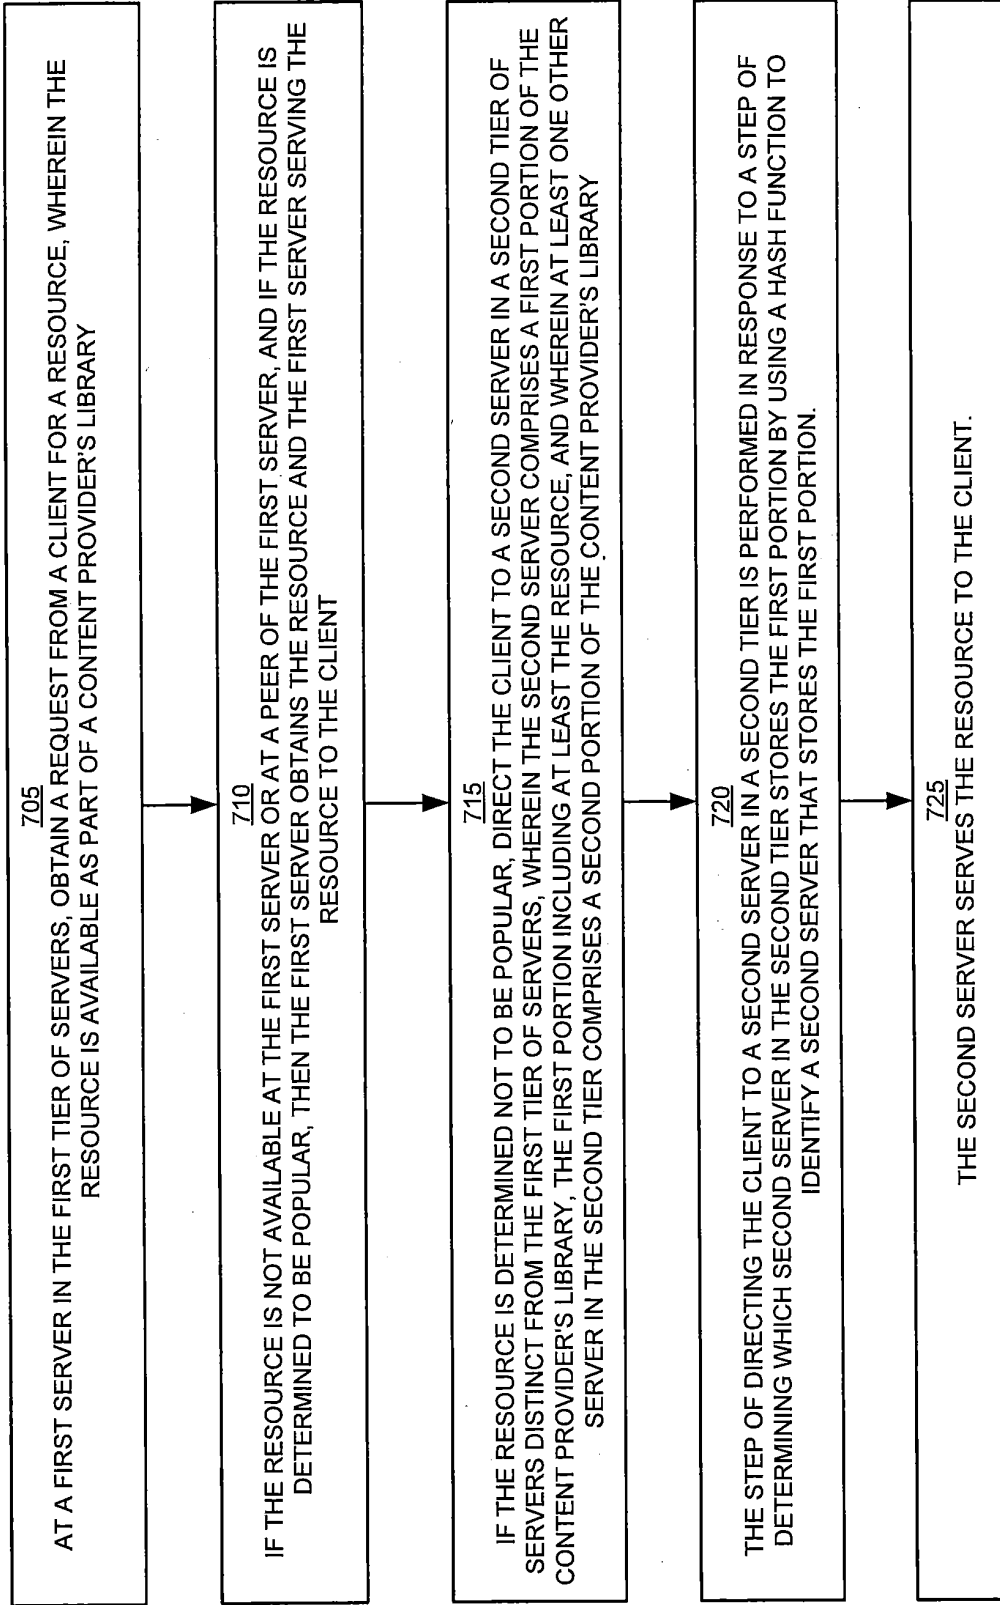 705
AT A FIRST SERVER IN THE FIRST TIER OF SERVERS, OBTAIN A REQUEST FROM A CLIENT FOR A RESOURCE, WHEREIN THE
RESOURCE IS AVAILABLE AS PART OF A CONTENT PROVIDER'S LIBRARY
710
IF THE RESOURCE IS NOT AVAILABLE AT THE FIRST SERVER OR AT A PEER OF THE FIRST SERVER, AND IF THE RESOURCE IS
DETERMINED TO BE POPULAR, THEN THE FIRST SERVER OBTAINS THE RESOURCE AND THE FIRST SERVER SERVING THE
RESOURCE TO THE CLIENT
715
IF THE RESOURCE IS DETERMINED NOT TO BE POPULAR, DIRECT THE CLIENT TO A SECOND SERVER IN A SECOND TIER OF
SERVERS DISTINCT FROM THE FIRST TIER OF SERVERS, WHEREIN THE SECOND SERVER COMPRISES A FIRST PORTION OF THE
CONTENT PROVIDER'S LIBRARY, THE FIRST PORTION INCLUDING AT LEAST THE RESOURCE, AND WHEREIN AT LEAST ONE OTHER
SERVER IN THE SECOND TIER COMPRISES A SECOND PORTION OF THE CONTENT PROVIDER'S LIBRARY
720
THE STEP OF DIRECTING THE CLIENT TO A SECOND SERVER IN A SECOND TIER IS PERFORMED IN RESPONSE TO A STEP OF
DETERMINING WHICH SECOND SERVER IN THE SECOND TIER STORES THE FIRST PORTION BY USING A HASH FUNCTION TO
IDENTIFY A SECOND SERVER THAT STORES THE FIRST PORTION.
725
THE SECOND SERVER SERVES THE RESOURCE TO THE CLIENT.